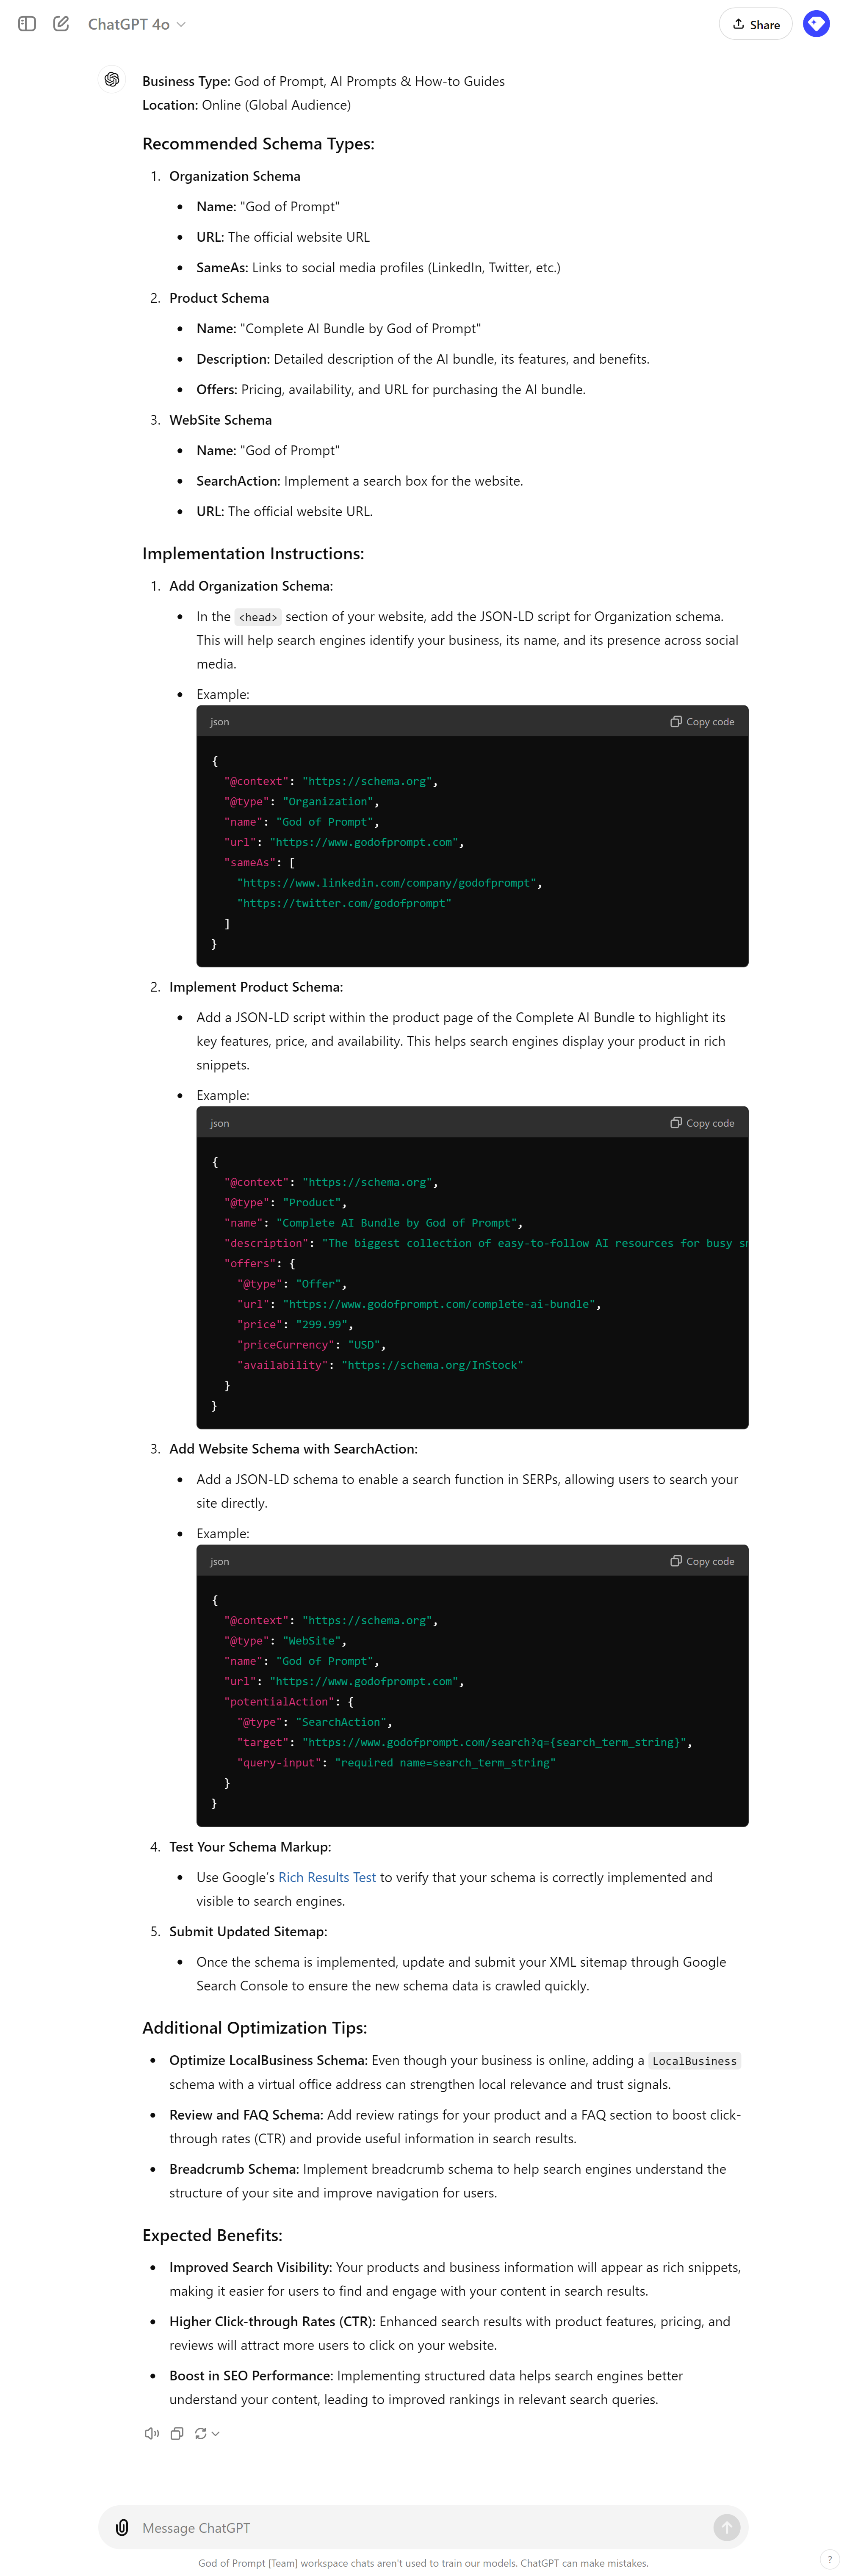 ChatGPT 4o
Share
Business Type: God of Prompt, AI Prompts & How-to Guides
Location: Online (Global Audience)
Recommended Schema Types:
1. Organization Schema
• Name: "God of Prompt"
• URL: The official website URL
• SameAs: Links to social media profiles (LinkedIn, Twitter, etc.)
2. Product Schema
• Name: "Complete AI Bundle by God of Prompt"
• Description: Detailed description of the AI bundle, its features, and benefits.
• Offers: Pricing, availability, and URL for purchasing the AI bundle.
3. WebSite Schema
• Name: "God of Prompt"
• SearchAction: Implement a search box for the website.
• URL: The official website URL.
Implementation Instructions:
1. Add Organization Schema:
• In the <head> section of your website, add the JSON-LD script for Organization schema.
This will help search engines identify your business, its name, and its presence across social
media.
• Example:
json
Copy code
{
"@context": "https://schema.org",
"@type": "Organization",
"name": "God of Prompt",
"url": "https://www.godofprompt.com",
"sameAs": [
"https://www.linkedin.com/company/godofprompt",
"https://twitter.com/godofprompt"
]
}
2. Implement Product Schema:
• Add a JSON-LD script within the product page of the Complete AI Bundle to highlight its
key features, price, and availability. This helps search engines display your product in rich
snippets.
• Example:
json
Copy code
{
"@context": "https://schema.org",
"@type": "Product",
"name": "Complete AI Bundle by God of Prompt",
"description": "The biggest collection of easy-to-follow AI resources for busy
"offers": {
"@type": "Offer",
"url": "https://www.godofprompt.com/complete-ai-bundle",
"price": "299.99",
"priceCurrency": "USD",
"availability": "https://schema.org/InStock"
}
}
3. Add Website Schema with SearchAction:
• Add a JSON-LD schema to enable a search function in SERPs, allowing users to search your
site directly.
• Example:
json
Copy code
{
"@context": "https://schema.org",
"@type": "WebSite",
"name": "God of Prompt",
"url": "https://www.godofprompt.com",
"potentialAction": {
"@type": "SearchAction",
"target": "https://www.godofprompt.com/search?q={search_term_string}",
"query-input": "required name=search_term_string"
}
}
4. Test Your Schema Markup:
• Use Google's Rich Results Test to verify that your schema is correctly implemented and
visible to search engines.
5. Submit Updated Sitemap:
• Once the schema is implemented, update and submit your XML sitemap through Google
Search Console to ensure the new schema data is crawled quickly.
Additional Optimization Tips:
• Optimize LocalBusiness Schema: Even though your business is online, adding a LocalBusiness
schema with a virtual office address can strengthen local relevance and trust signals.
• Review and FAQ Schema: Add review ratings for your product and a FAQ section to boost click-
through rates (CTR) and provide useful information in search results.
• Breadcrumb Schema: Implement breadcrumb schema to help search engines understand the
structure of your site and improve navigation for users.
Expected Benefits:
• Improved Search Visibility: Your products and business information will appear as rich snippets,
making it easier for users to find and engage with your content in search results.
• Higher Click-through Rates (CTR): Enhanced search results with product features, pricing, and
reviews will attract more users to click on your website.
• Boost in SEO Performance: Implementing structured data helps search engines better
understand your content, leading to improved rankings in relevant search queries.
Message ChatGPT
God of Prompt [Team] workspace chats aren't used to train our models. ChatGPT can make mistakes.
?